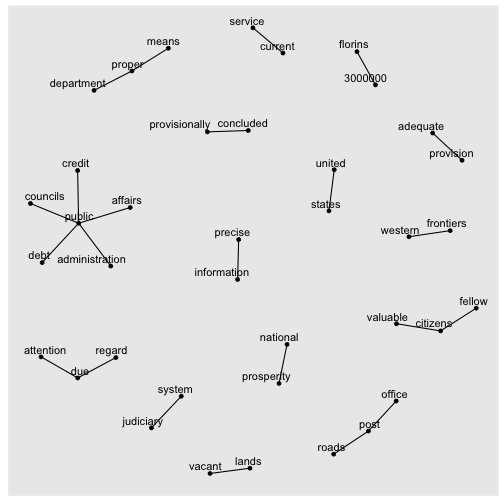 service
means
current
florins
proper
department
3000000
provisionally concluded
adequate
provision
credit
united
councils
affairs
public
states
western
frontiers
precise
debt
administration
information
fellow
valuable
citizens
national
attention
regard
due
prosperity
system
office
judiciary
post
roads
vacant
lands